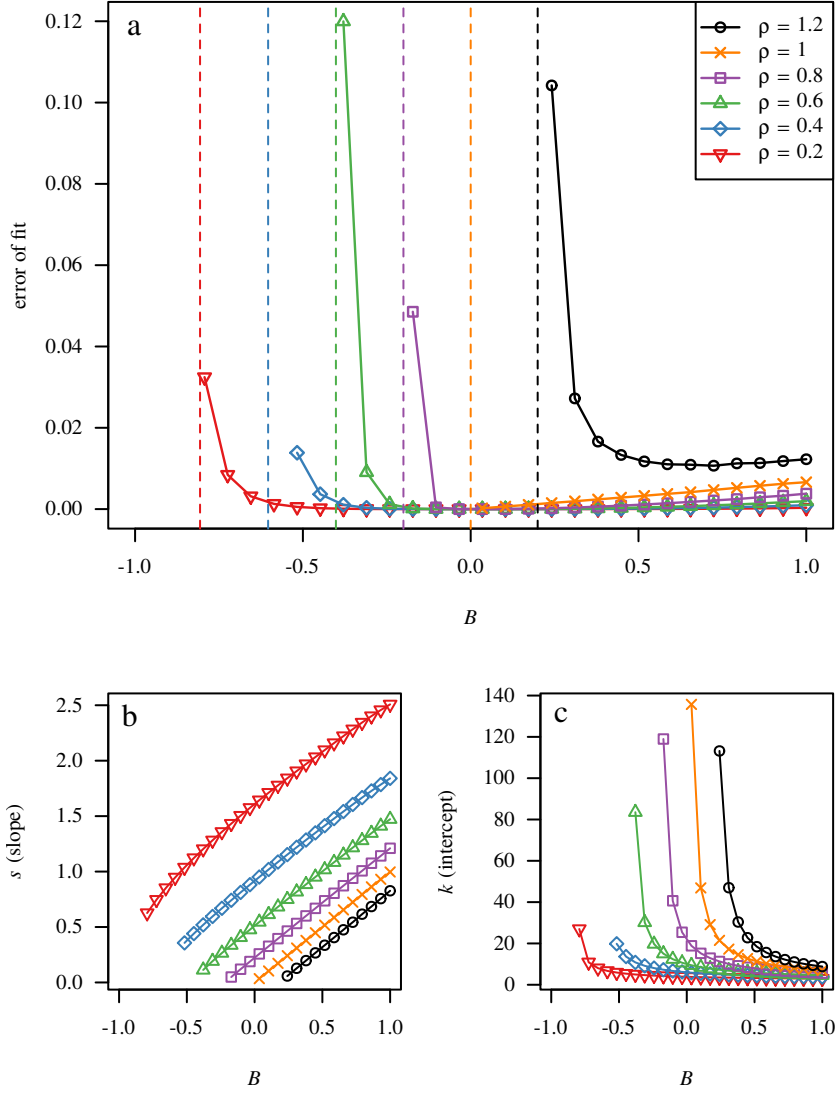 a
ρ = 1.2
ρ = 1
ρ = 0.8
ρ = 0.6
ρ = 0.4
ρ = 0.2
0.12
0.10
0.08
0.06
0.04
0.02
0.00
error of fit
-1.0 -0.5 0.0 0.5 1.0
B
b
2.5
2.0
1.5
1.0
0.5
0.0
s (slope)
-1.0 -0.5 0.0 0.5 1.0
B
c
140
120
100
80
60
40
20
0
k (intercept)
-1.0 -0.5 0.0 0.5 1.0
B